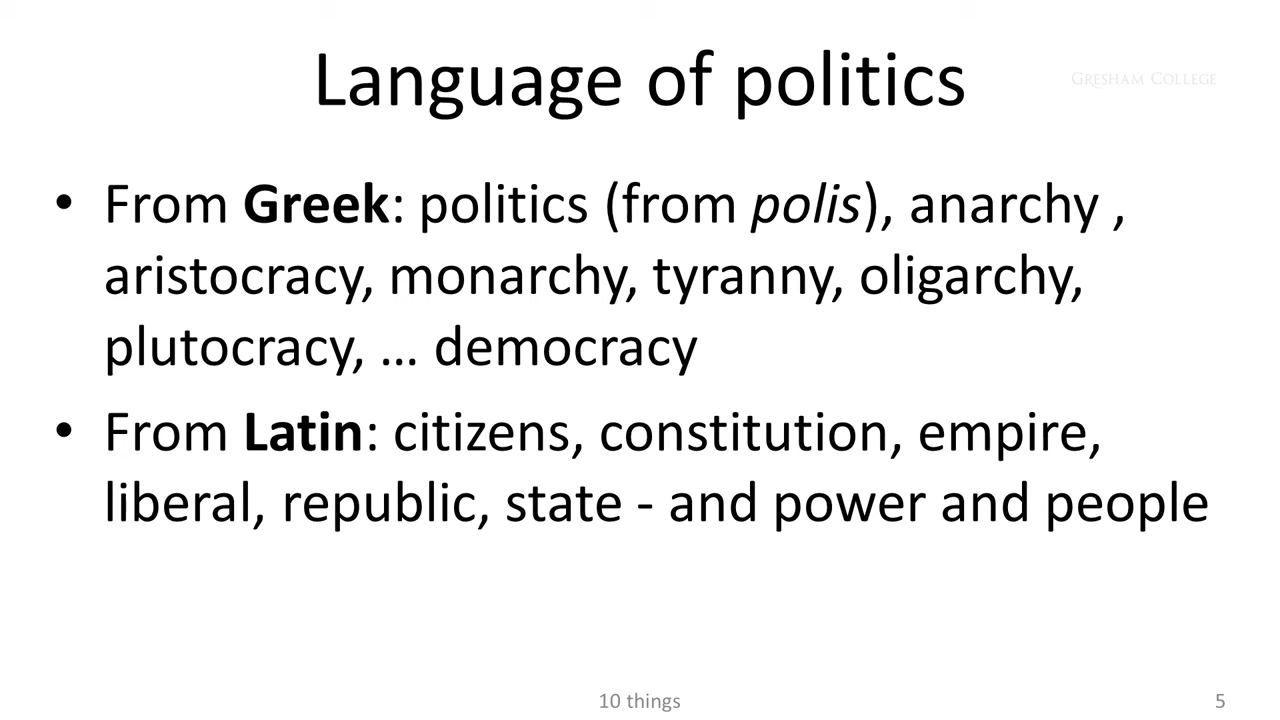 Language of politics
GRESHAM COLLEGE
• From Greek: politics (from polis), anarchy ,
aristocracy, monarchy, tyranny, oligarchy,
plutocracy, … democracy
• From Latin: citizens, constitution, empire,
liberal, republic, state - and power and people
10 things
5